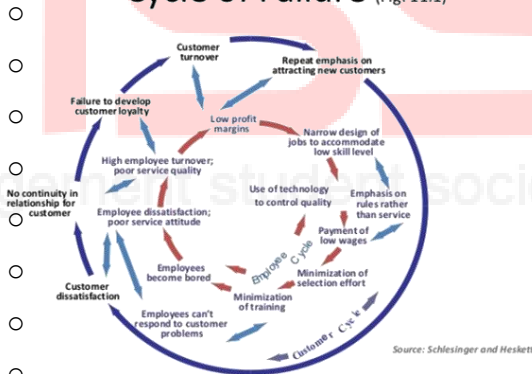 Cycle of Failure (Fig. 11.1)
Customer
turnover
Repeat emphasis on
attracting new customers
Failure to develop
customer loyalty
Low profit
margins
Narrow design of
jobs to accommodate
low skill level
High employee turnover;
poor service quality
No continuity in
relationship for
customer
Use of technology
to control quality
Emphasis on
rules rather
than service
Employee dissatisfaction;
poor service attitude
Payment of
low wages
Employee
Cycle
Employees
become bored
Minimization of
selection effort
Customer
dissatisfaction
Minimization
of training
Employees can't
respond to customer
problems
Customer Cycle
Source: Schlesinger and Heskett
student